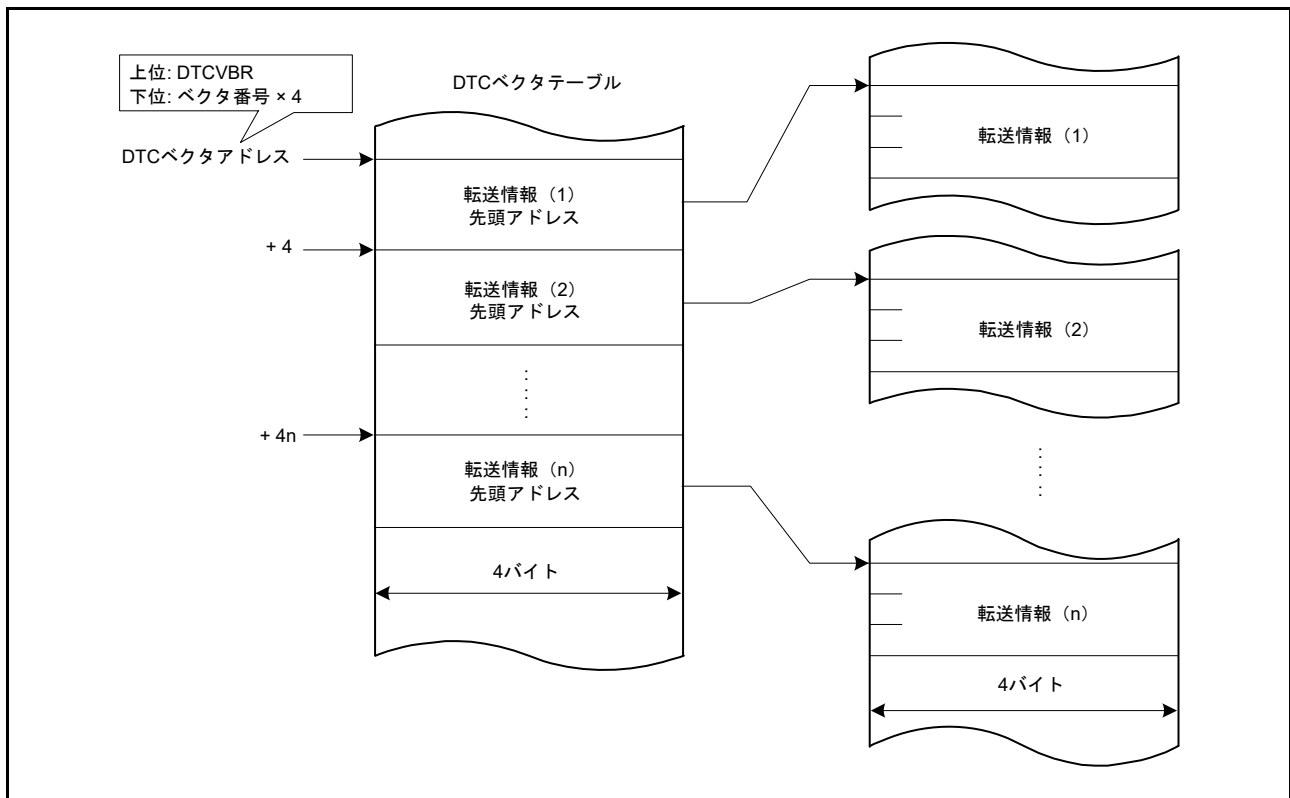 上位: DTCVBR
下位: ベクタ番号 × 4
DTCベクタテーブル
DTCベクタアドレス
転送情報（1）
先頭アドレス
+ 4
転送情報（2）
先頭アドレス
+ 4n
転送情報（n）
先頭アドレス
4バイト
転送情報（1）
転送情報（2）
転送情報（n）
4バイト